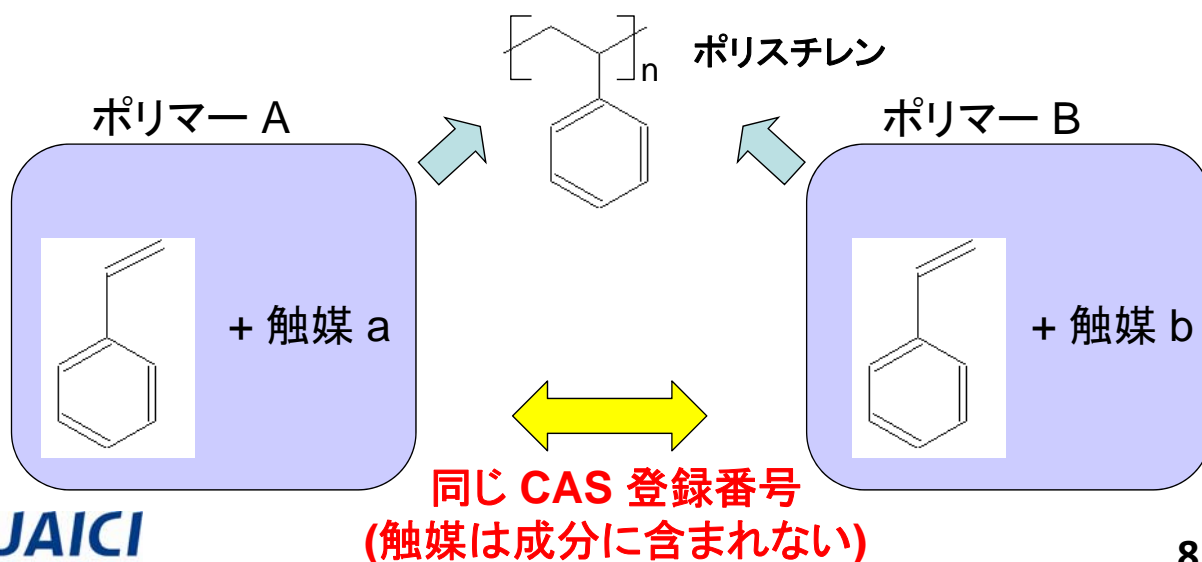 ポリスチレン
n
ポリマー A
ポリマー B
+ 触媒 a
+ 触媒 b
同じ CAS 登録番号
(触媒は成分に含まれない)
JAICI
8